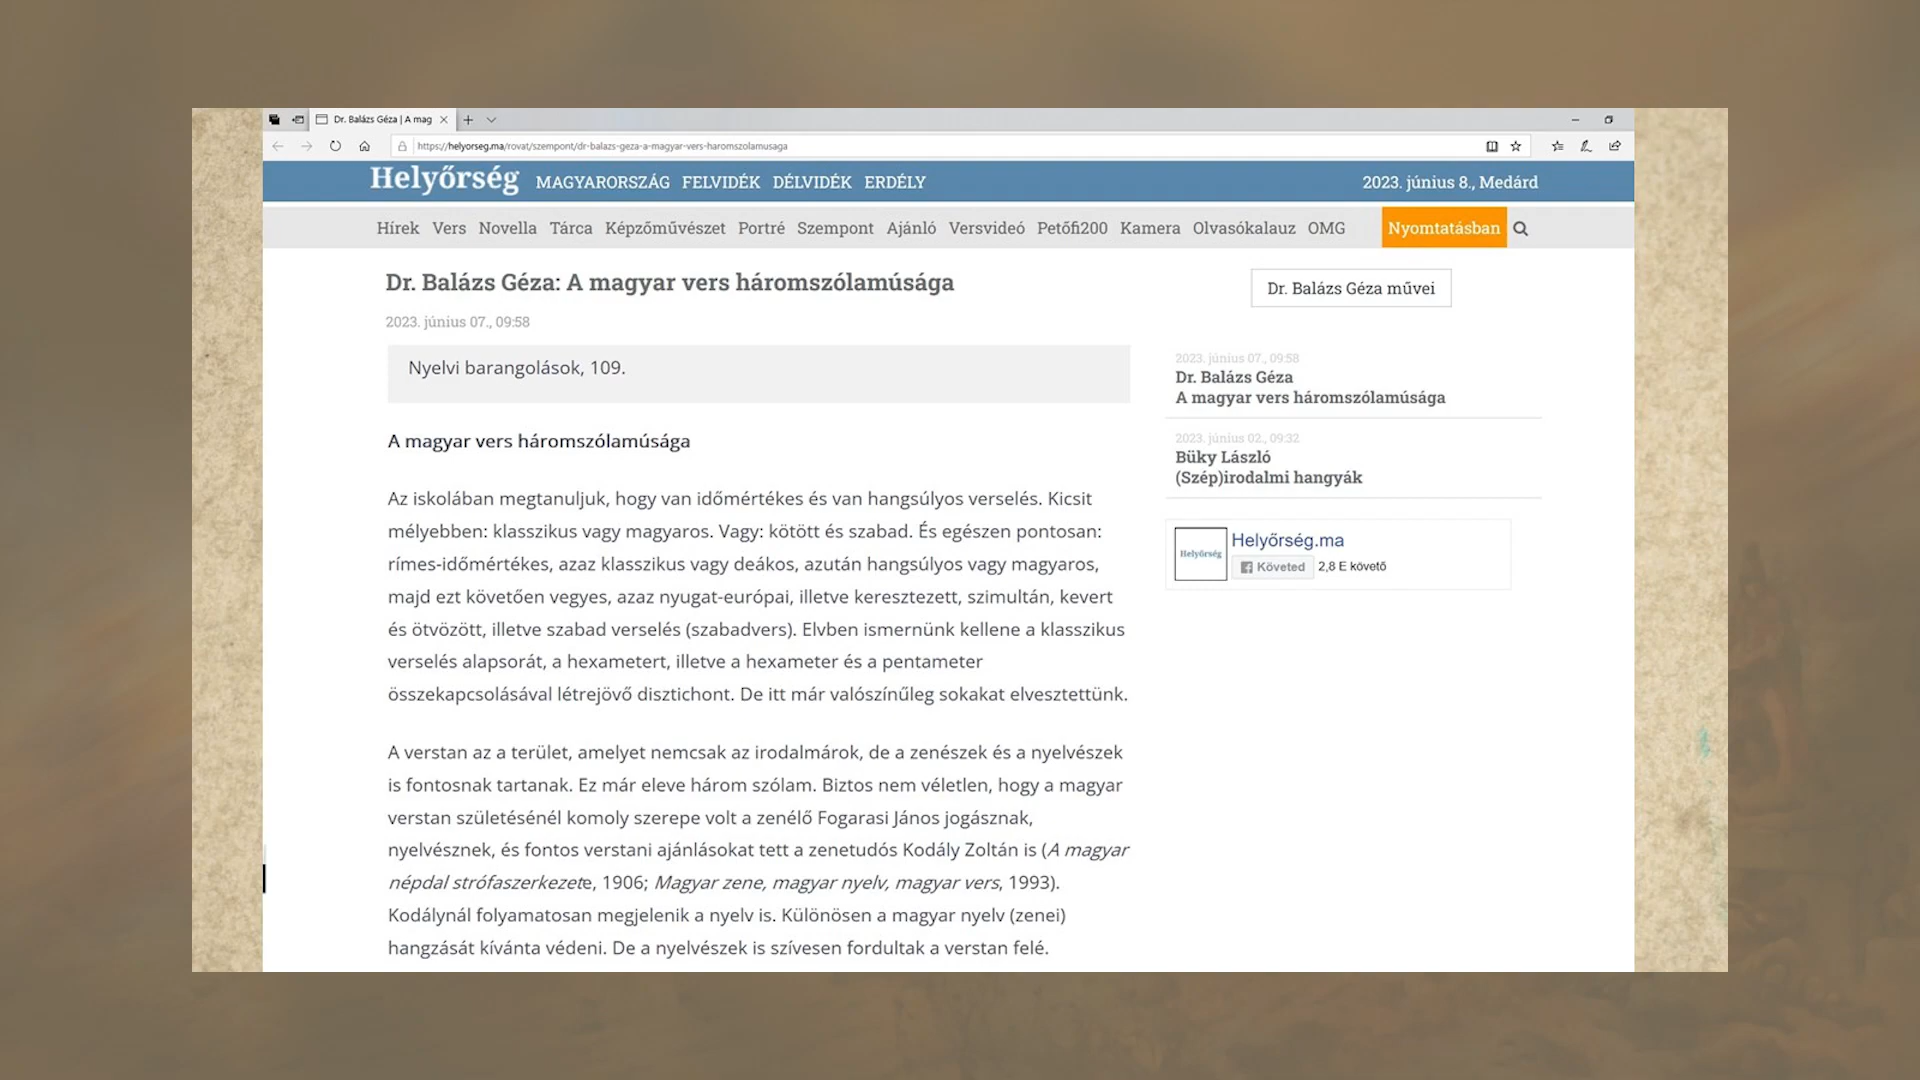 Dr. Balázs Géza | A mag
https://helyorseg.ma/rovat/szempont/dr-balazs-geza-a-magyar-vers-haromszolamusaga
Helyőrség MAGYARORSZÁG FELVIDÉK DÉLVIDÉK ERDÉLY 2023. június 8., Medárd
Hírek Vers Novella Tárca Képzőművészet Portré Szempont Ajánló Versvideó Petőfi200 Kamera Olvasókalauz OMG Nyomtatásban
Dr. Balázs Géza: A magyar vers háromszólamúsága
2023. június 07., 09:58
Nyelvi barangolások, 109.
A magyar vers háromszólamúsága
Az iskolában megtanuljuk, hogy van időmértékes és van hangsúlyos verselés. Kicsit
mélyebben: klasszikus vagy magyaros. Vagy: kötött és szabad. És egészen pontosan:
rímes-időmértékes, azaz klasszikus vagy deákos, azután hangsúlyos vagy magyaros,
majd ezt követően vegyes, azaz nyugat-európai, illetve keresztezett, szimultán, kevert
és ötvözött, illetve szabad verselés (szabadvers). Elvben ismernünk kellene a klasszikus
verselés alapsorát, a hexametert, illetve a hexameter és a pentameter
összekapcsolásával létrejövő disztichont. De itt már valószínűleg sokakat elvesztettünk.
A verstan az a terület, amelyet nemcsak az irodalmárok, de a zenészek és a nyelvészek
is fontosnak tartanak. Ez már eleve három szólam. Biztos nem véletlen, hogy a magyar
verstan születésénél komoly szerepe volt a zenélő Fogarasi János jogásznak,
nyelvésznek, és fontos verstani ajánlásokat tett a zenetudós Kodály Zoltán is (A magyar
népdal strófaszerkezete, 1906; Magyar zene, magyar nyelv, magyar vers, 1993).
Kodálynál folyamatosan megjelenik a nyelv is. Különösen a magyar nyelv (zenei)
hangzását kívánta védeni. De a nyelvészek is szívesen fordultak a verstan felé.
Dr. Balázs Géza művei
2023. június 07., 09:58
Dr. Balázs Géza
A magyar vers háromszólamúsága
2023. június 02., 09:32
Büky László
(Szép)irodalmi hangyák
Helyőrség
Helyőrség.ma
Követed 2,8 E követő